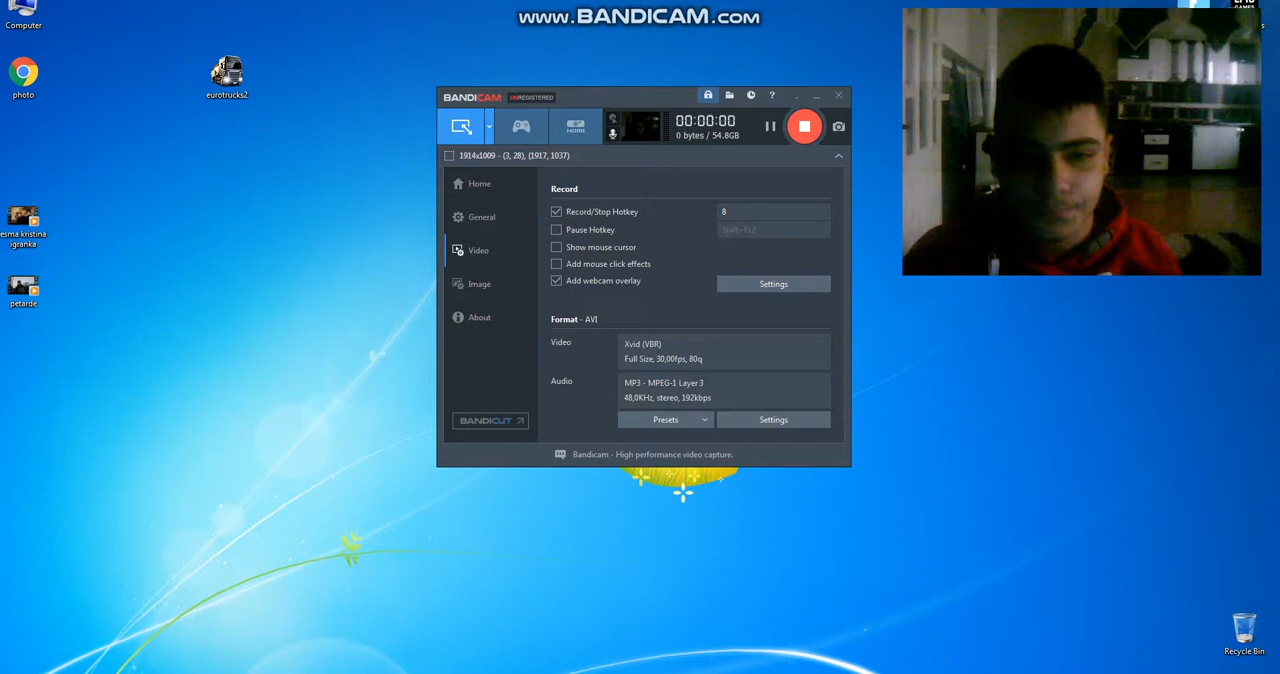 www.BANDICAM.com
Computer
photo
eurotrucks2
esma kristina
igranka
petarde
BANDICAM UNREGISTERED
?
HDMI
00:00:00
0 bytes / 54.8GB
1914x1009 - (3, 28), (1917, 1037)
Home
General
Video
Image
About
BANDICUT
Record
Record/Stop Hotkey
8
Pause Hotkey
Shift+F12
Show mouse cursor
Add mouse click effects
Add webcam overlay
Settings
Format - AVI
Video
Xvid (VBR)
Full Size, 30,00fps, 80q
Audio
MP3 - MPEG-1 Layer 3
48,0KHz, stereo, 192kbps
Presets
Settings
Bandicam - High performance video capture.
GAMES
Recycle Bin